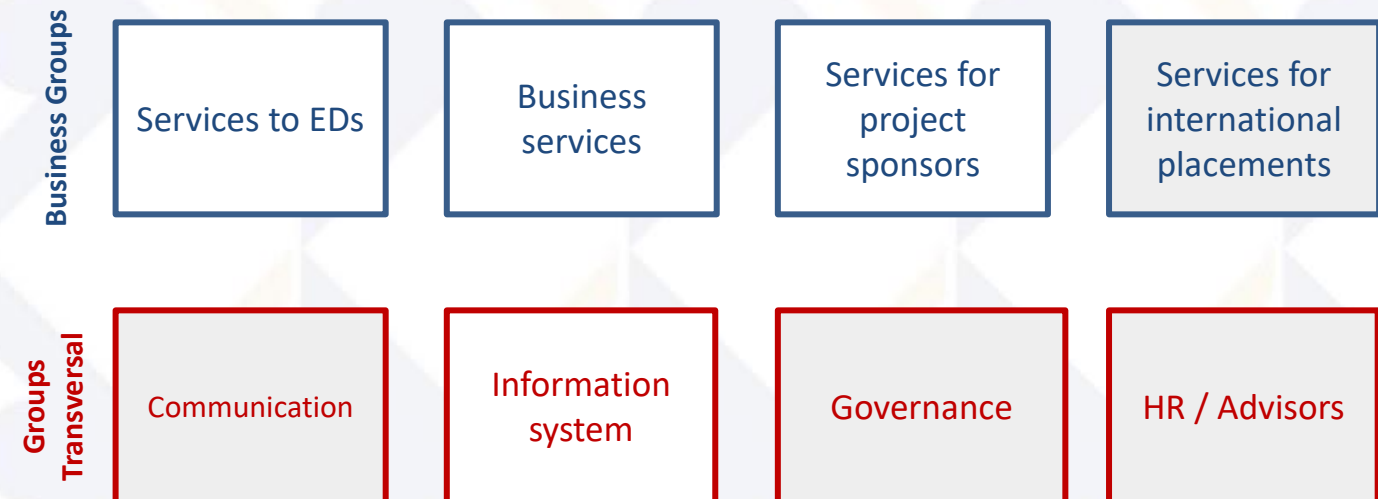 Business Groups
Services to EDs
Business
services
Services for
project
sponsors
Services for
international
placements
Groups
Transversal
Communication
Information
system
Governance
HR / Advisors